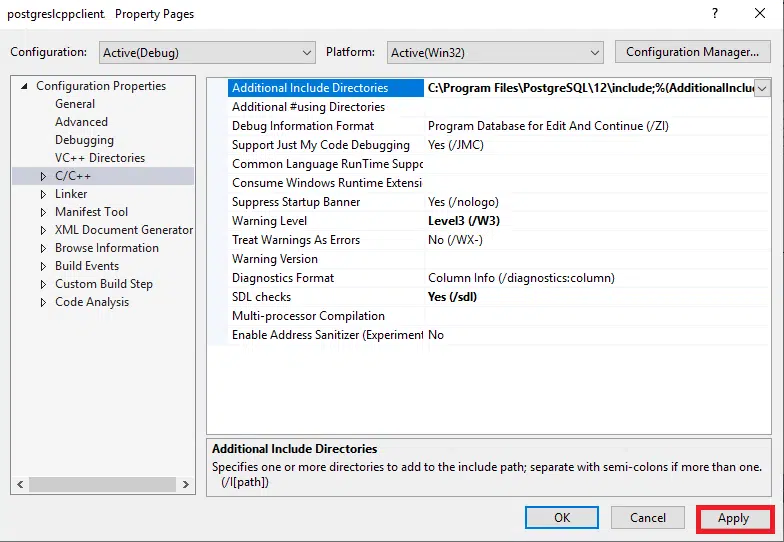 postgreslcppclient Property Pages
? ×
Configuration: Active(Debug) Platform: Active(Win32) Configuration Manager...
Configuration Properties
General
Advanced
Debugging
VC++ Directories
C/C++
Linker
Manifest Tool
XML Document Generator
Browse Information
Build Events
Custom Build Step
Code Analysis
Additional Include Directories C:\Program Files\PostgreSQL\12\include;%(AdditionalInclu
Additional #using Directories
Debug Information Format Program Database for Edit And Continue (/ZI)
Support Just My Code Debugging Yes (/JMC)
Common Language RunTime Suppo
Consume Windows Runtime Extensi
Suppress Startup Banner Yes (/nologo)
Warning Level Level3 (/W3)
Treat Warnings As Errors No (/WX-)
Warning Version
Diagnostics Format Column Info (/diagnostics:column)
SDL checks Yes (/sdl)
Multi-processor Compilation
Enable Address Sanitizer (Experiment No
Additional Include Directories
Specifies one or more directories to add to the include path; separate with semi-colons if more than one.
(/I[path])
OK Cancel Apply